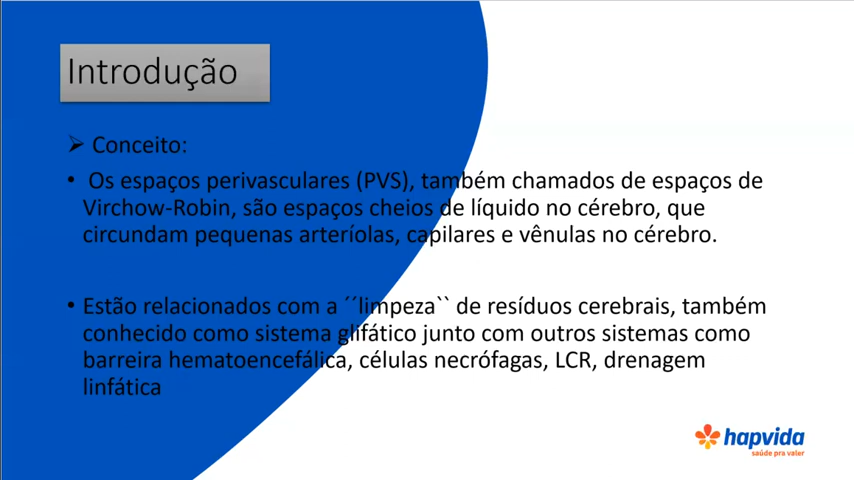 Introdução
➢ Conceito:
• Os espaços perivasculares (PVS), também chamados de espaços de
Virchow-Robin, são espaços cheios de líquido no cérebro, que
circundam pequenas arteríolas, capilares e vênulas no cérebro.
• Estão relacionados com a ´´limpeza`` de resíduos cerebrais, também
conhecido como sistema glifático junto com outros sistemas como
barreira hematoencefálica, células necrófagas, LCR, drenagem
linfática
hapvida
saúde pra valer